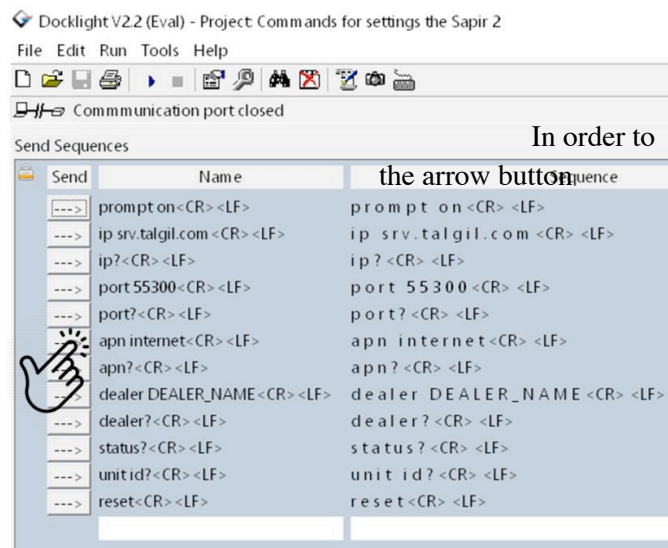 Docklight V2.2 (Eval) - Project: Commands for settings the Sapir 2
File Edit Run Tools Help
Commmunication port closed
In order to
Send Sequences
the arrow button
Send Name Sequence
---> prompt on<CR><LF> prompt on<CR> <LF>
---> ip srv.talgil.com <CR><LF> ip srv.talgil.com <CR> <LF>
---> ip?<CR><LF> ip? <CR> <LF>
---> port 55300<CR><LF> port 55300 <CR> <LF>
---> port?<CR><LF> port? <CR> <LF>
apn internet<CR><LF> apn internet<CR> <LF>
apn?<CR><LF> apn? <CR> <LF>
dealer DEALER_NAME<CR><LF> dealer DEALER_NAME <CR> <LF>
---> dealer?<CR><LF> dealer? <CR> <LF>
---> status?<CR><LF> status? <CR> <LF>
---> unit id?<CR><LF> unit id? <CR> <LF>
---> reset<CR><LF> reset<CR> <LF>